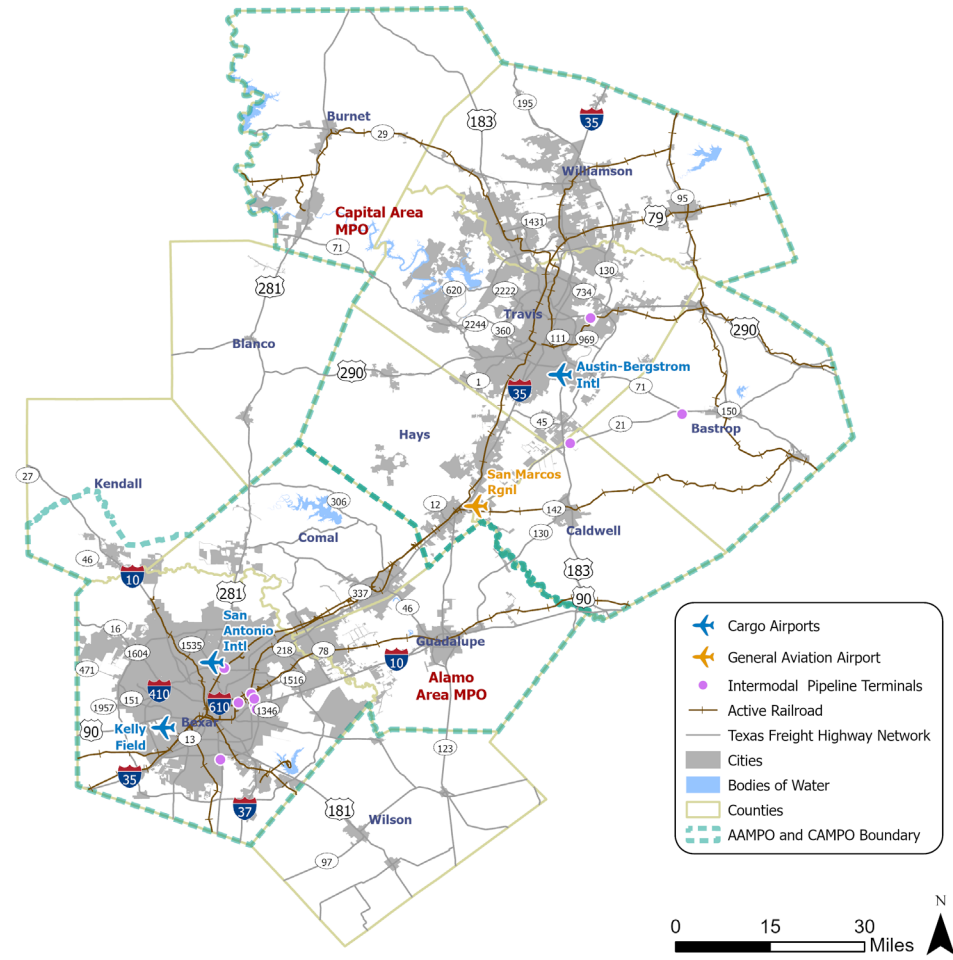 195
183
35
Burnet
29
Williamson
95
Capital Area
MPO
1431
79
71
130
281
620
2222
734
Travis
290
2244
360
111
969
Blanco
290
Austin-Bergstrom
Intl
1
35
71
150
45
21
Bastrop
Hays
27
San Marcos
Rgnl
Kendall
306
12
142
Comal
130
Caldwell
46
10
183
281
337
90
46
San
Antonio
Intl
16
Guadalupe
1535
218
78
1604
10
471
1516
Alamo
Area MPO
410
151
610
1346
1957
90
Kelly
Field
Bexar
13
123
35
37
181
Wilson
97
Cargo Airports
General Aviation Airport
Intermodal Pipeline Terminals
Active Railroad
Texas Freight Highway Network
Cities
Bodies of Water
Counties
AAMPO and CAMPO Boundary
N
0 15 30
Miles